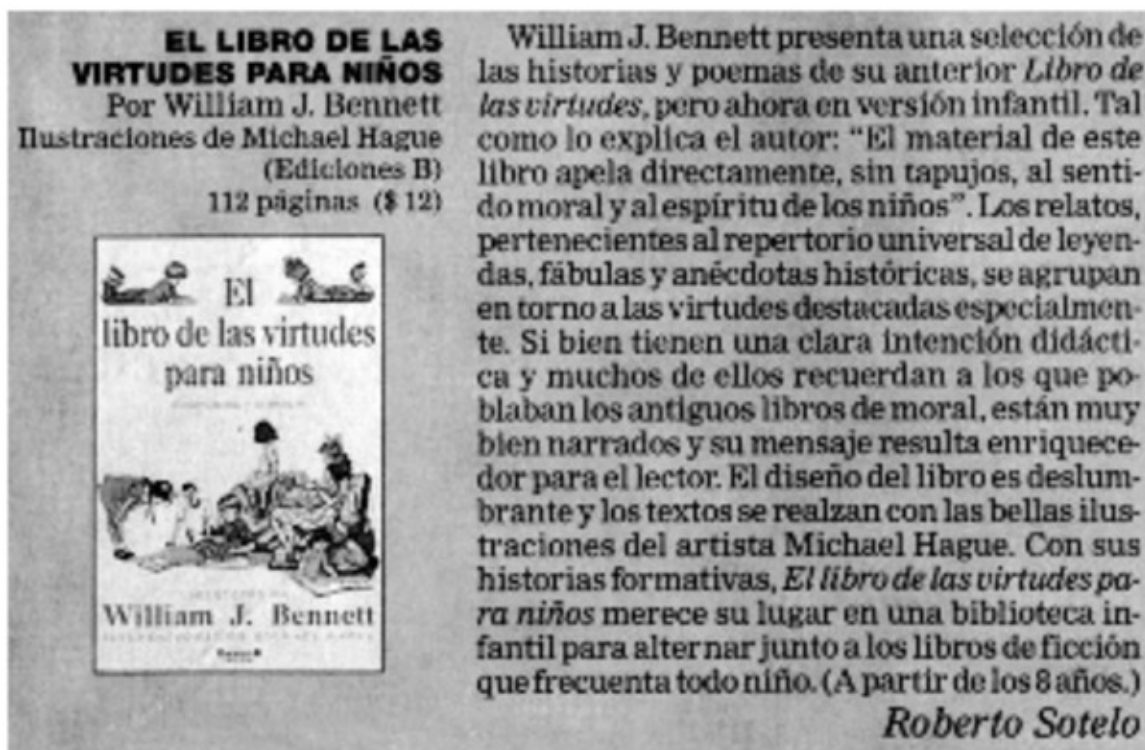 EL LIBRO DE LAS
VIRTUDES PARA NIÑOS
Por William J. Bennett
Ilustraciones de Michael Hague
(Ediciones B)
112 páginas ($ 12)
El
libro de las virtudes
para niños
William J. Bennett
William J. Bennett presenta una selección de
las historias y poemas de su anterior Libro de
las virtudes, pero ahora en versión infantil. Tal
como lo explica el autor: “El material de este
libro apela directamente, sin tapujos, al senti-
do moral y al espíritu de los niños”. Los relatos,
pertenecientes al repertorio universal de leyen-
das, fábulas y anécdotas históricas, se agrupan
en torno a las virtudes destacadas especialmen-
te. Si bien tienen una clara intención didácti-
ca y muchos de ellos recuerdan a los que po-
blaban los antiguos libros de moral, están muy
bien narrados y su mensaje resulta enriquece-
dor para el lector. El diseño del libro es deslum-
brante y los textos se realzan con las bellas ilus-
traciones del artista Michael Hague. Con sus
historias formativas, El libro de las virtudes pa-
ra niños merece su lugar en una biblioteca in-
fantil para alternar junto a los libros de ficción
que frecuenta todo niño. (A partir de los 8 años.)
Roberto Sotelo